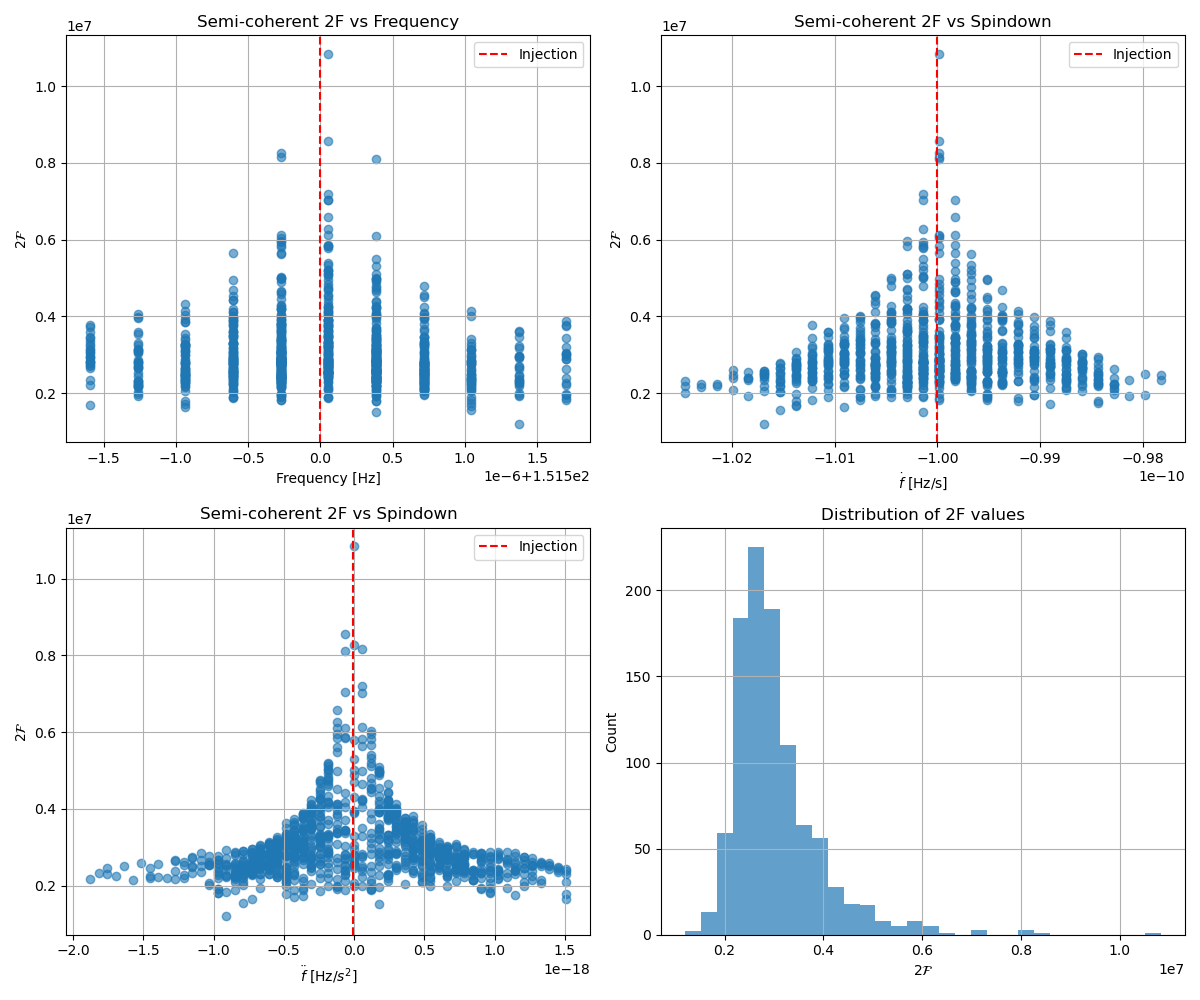 Semi-coherent 2F vs Frequency
1e7
Injection
1.0
0.8
0.6
0.4
0.2
2ℱ
−1.5 −1.0 −0.5 0.0 0.5 1.0 1.5
Frequency [Hz]
1e-6+1.515e2
Semi-coherent 2F vs Spindown
1e7
Injection
1.0
0.8
0.6
0.4
0.2
2ℱ
−1.02 −1.01 −1.00 −0.99 −0.98
ḟ [Hz/s]
1e−10
Semi-coherent 2F vs Spindown
1e7
Injection
1.0
0.8
0.6
0.4
0.2
2ℱ
−2.0 −1.5 −1.0 −0.5 0.0 0.5 1.0 1.5
f̈ [Hz/s²]
1e−18
Distribution of 2F values
200
150
100
50
0
Count
0.2 0.4 0.6 0.8 1.0
2ℱ
1e7